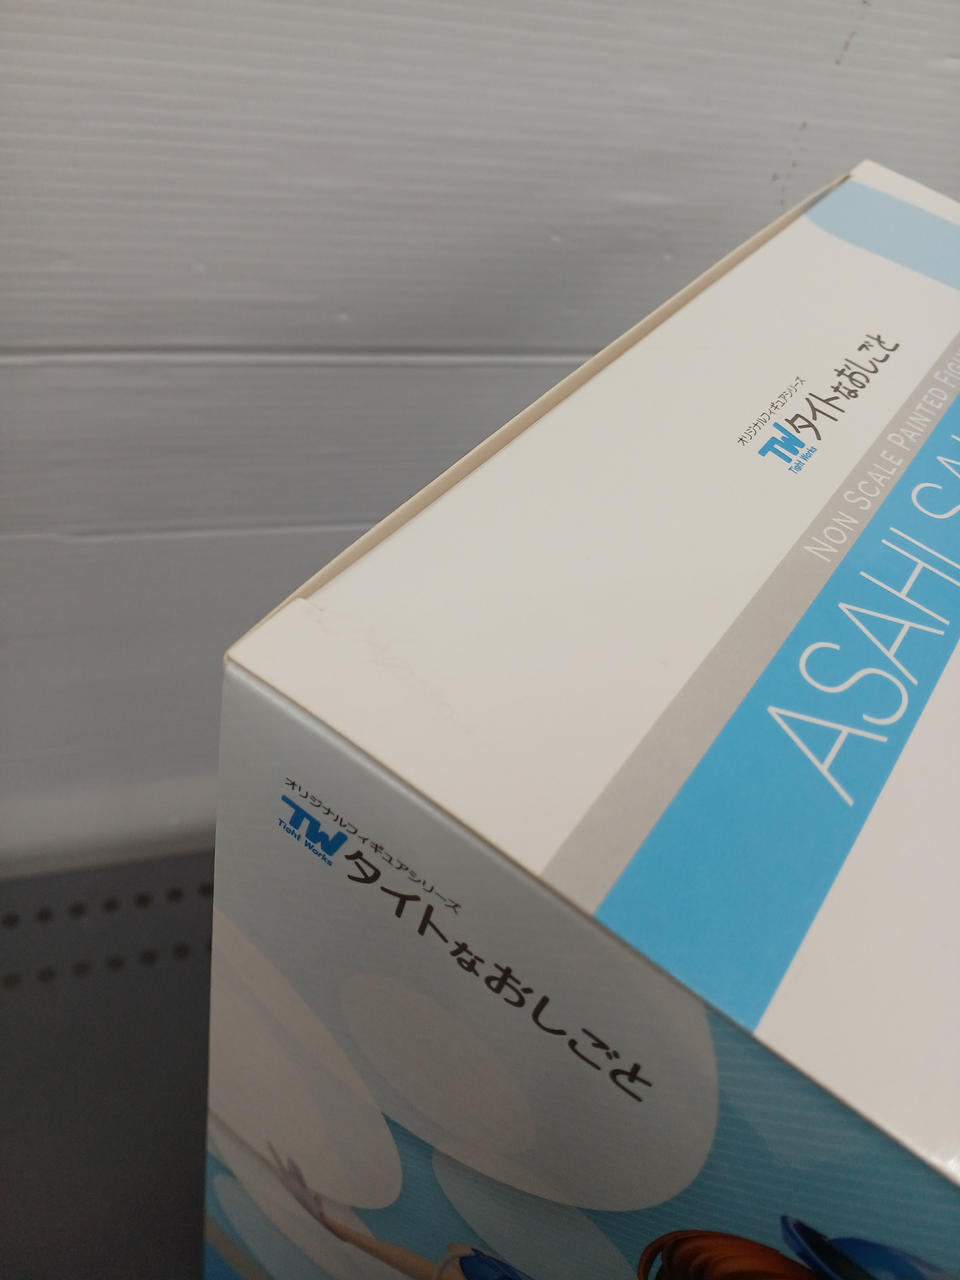 オリジナルフィギュアシリーズ
TW タイトなおしごと
Tight Works
NON SCALE PAINTED
ASAHI
オリジナルフィギュアシリーズ
TW タイトなおしごと
Tight Works